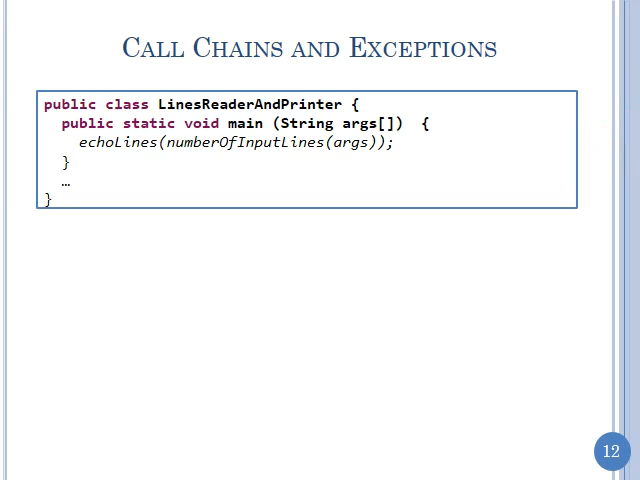 CALL CHAINS AND EXCEPTIONS
public class LinesReaderAndPrinter {
public static void main (String args[]) {
echoLines(numberOfInputLines(args));
}
…
}
12